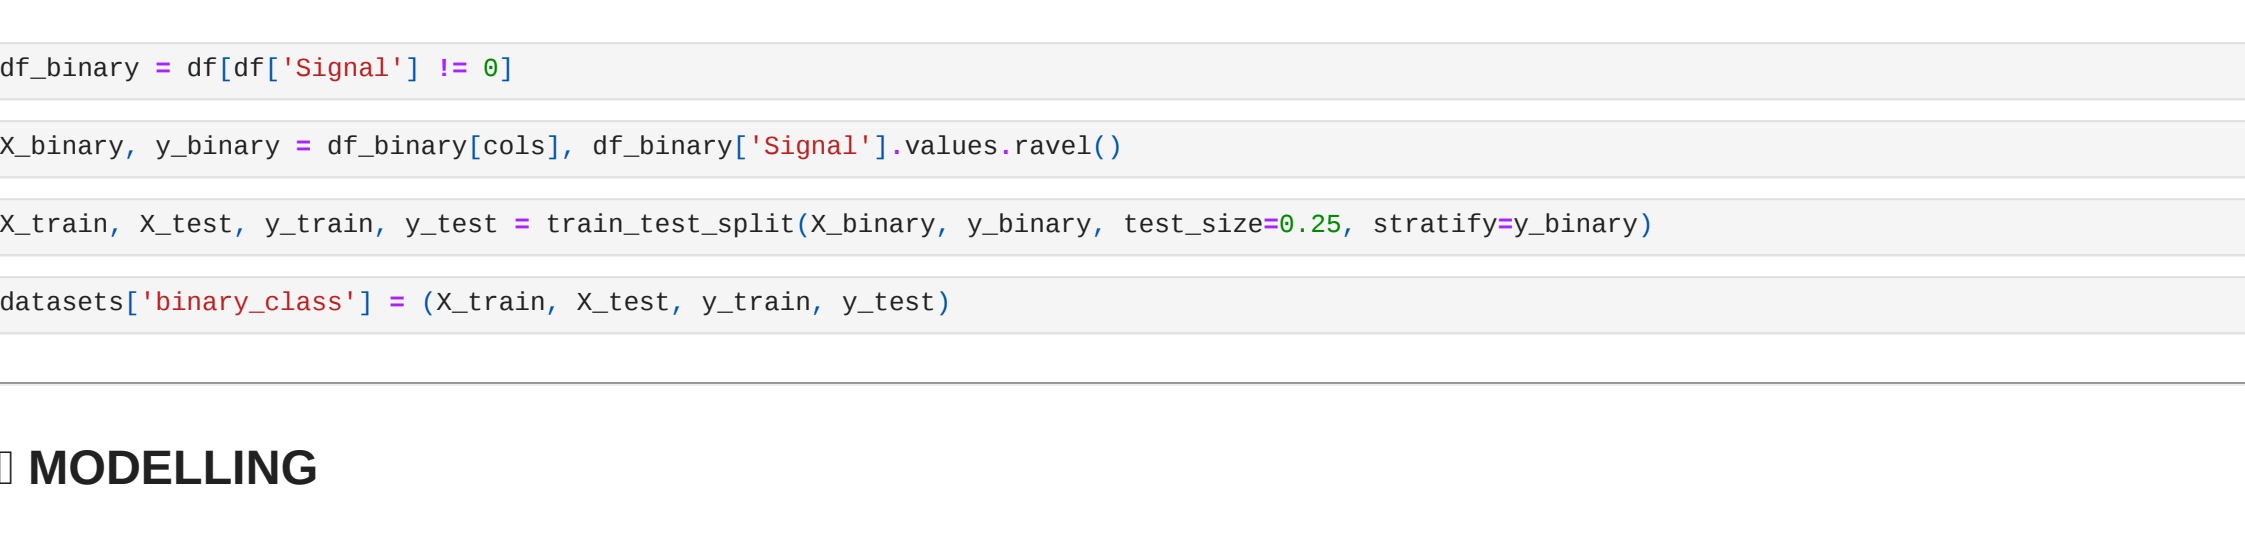 df_binary = df[df['Signal'] != 0]
X_binary, y_binary = df_binary[cols], df_binary['Signal'].values.ravel()
X_train, X_test, y_train, y_test = train_test_split(X_binary, y_binary, test_size=0.25, stratify=y_binary)
datasets['binary_class'] = (X_train, X_test, y_train, y_test)
MODELLING